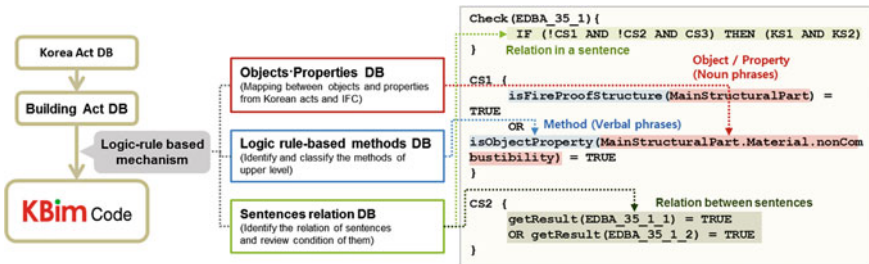 Korea Act DB
Building Act DB
Logic-rule based
mechanism
KBim Code
Objects·Properties DB
(Mapping between objects and properties
from Korean acts and IFC)
Logic rule-based methods DB
(Identify and classify the methods of
upper level)
Sentences relation DB
(Identify the relation of sentences
and review condition of them)
Check(EDBA_35_1){
IF (!CS1 AND !CS2 AND CS3) THEN (KS1 AND KS2)
}
Relation in a sentence
Object / Property
(Noun phrases)
CS1 {
isFireProofStructure(MainStructuralPart) =
TRUE
OR
Method (Verbal phrases)
isObjectProperty(MainStructuralPart.Material.nonCom
bustibility) = TRUE
}
CS2 {
Relation between sentences
getResult(EDBA_35_1_1) = TRUE
OR getResult(EDBA_35_1_2) = TRUE
}